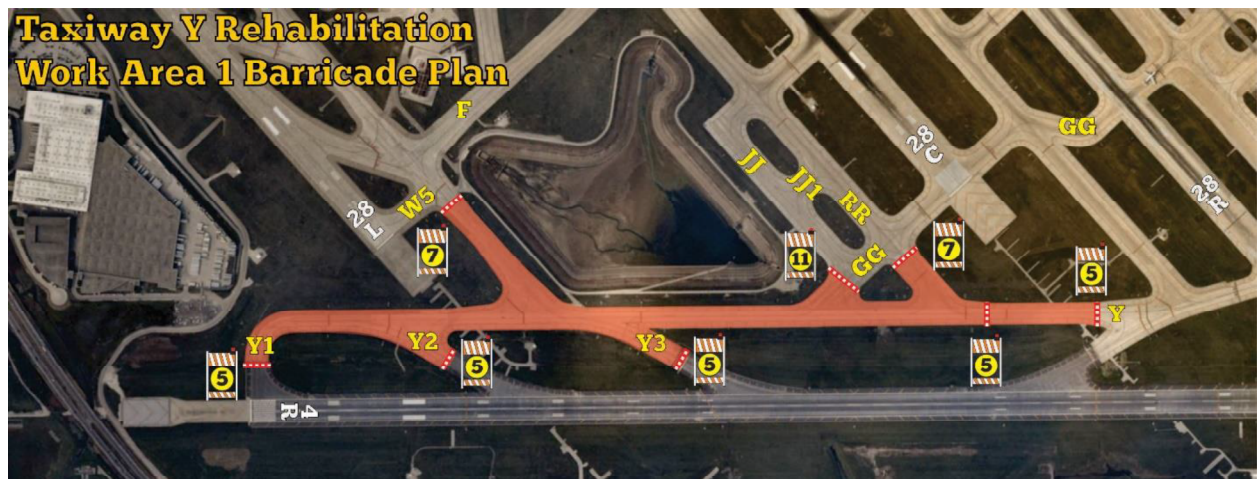 Taxiway Y Rehabilitation
Work Area 1 Barricade Plan
F
GG
28
C
JJ
JJ1
RR
28
R
W5
28
L
7
11
GG
7
5
Y
Y1
Y2
Y3
5
5
5
5
4
R